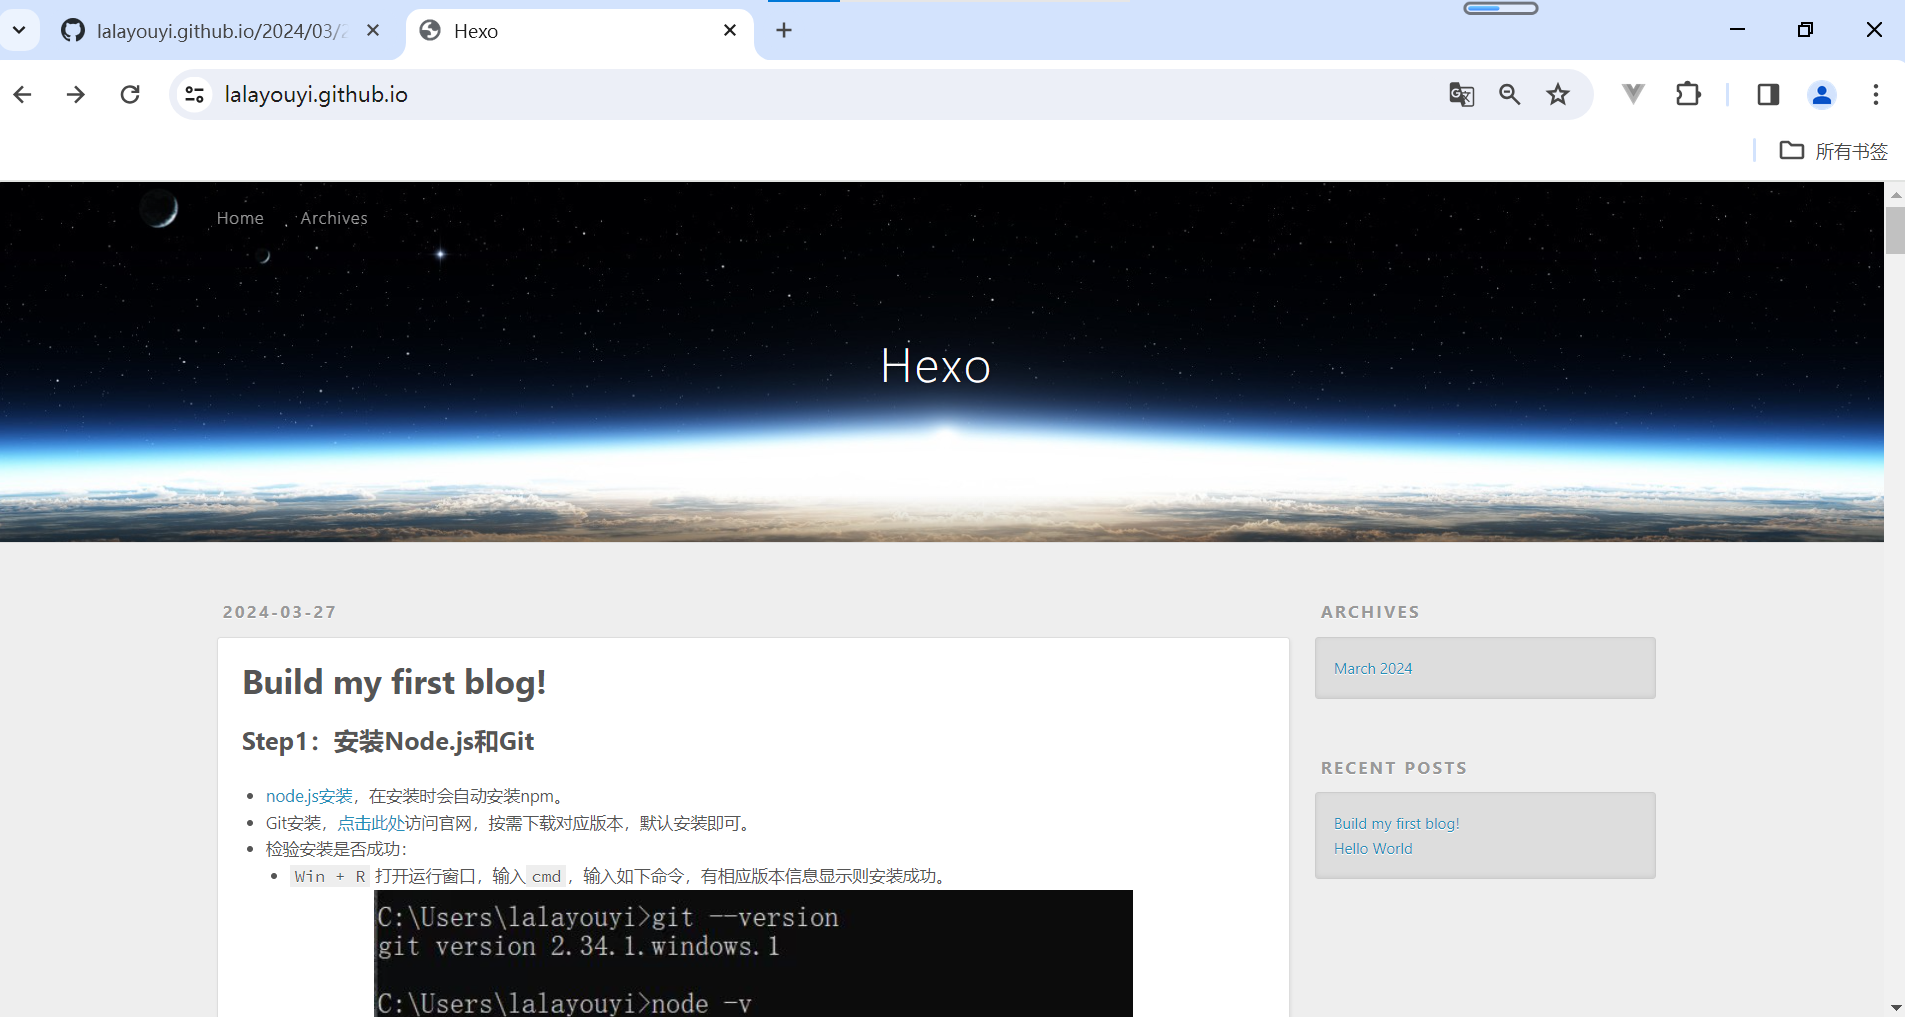 lalayouyi.github.io/2024/03/2
Hexo
lalayouyi.github.io
所有书签
Home
Archives
Hexo
2024-03-27
Build my first blog!
Step1：安装Node.js和Git
node.js安装，在安装时会自动安装npm。
Git安装，点击此处访问官网，按需下载对应版本，默认安装即可。
检验安装是否成功：
Win + R 打开运行窗口，输入 cmd ，输入如下命令，有相应版本信息显示则安装成功。
C:\Users\lalayouyi>git --version
git version 2.34.1.windows.1
C:\Users\lalayouyi>node -v
ARCHIVES
March 2024
RECENT POSTS
Build my first blog!
Hello World